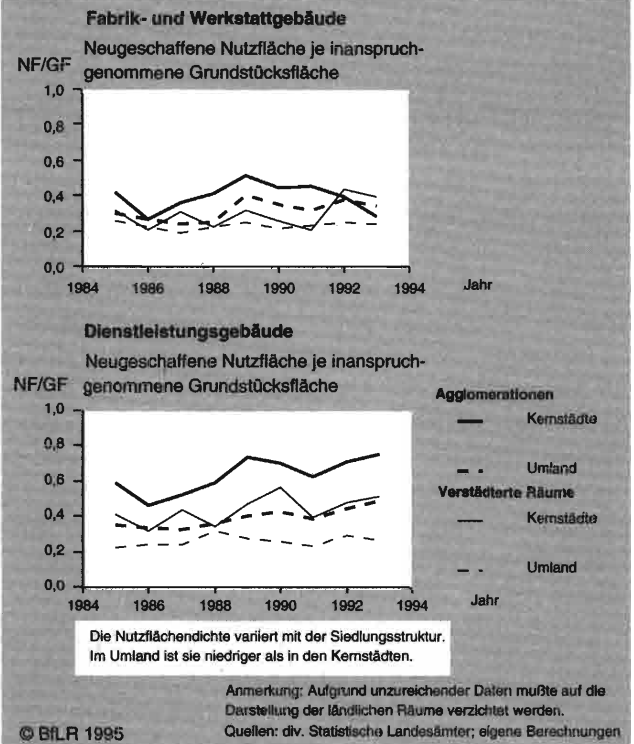 Fabrik- und Werkstattgebäude
Neugeschaffene Nutzfläche je inanspruch-
NF/GF genommene Grundstücksfläche
1,0
0,8
0,6
0,4
0,2
0,0
1984 1986 1988 1990 1992 1994 Jahr
Dienstleistungsgebäude
Neugeschaffene Nutzfläche je inanspruch-
NF/GF genommene Grundstücksfläche
1,0
0,8
0,6
0,4
0,2
0,0
1984 1986 1988 1990 1992 1994 Jahr
Agglomerationen
Kernstädte
Umland
Verstädterte Räume
Kernstädte
Umland
Die Nutzflächendichte variiert mit der Siedlungsstruktur.
Im Umland ist sie niedriger als in den Kernstädten.
Anmerkung: Aufgrund unzureichender Daten mußte auf die
Darstellung der ländlichen Räume verzichtet werden.
© BfLR 1995 Quellen: div. Statistische Landesämter; eigene Berechnungen